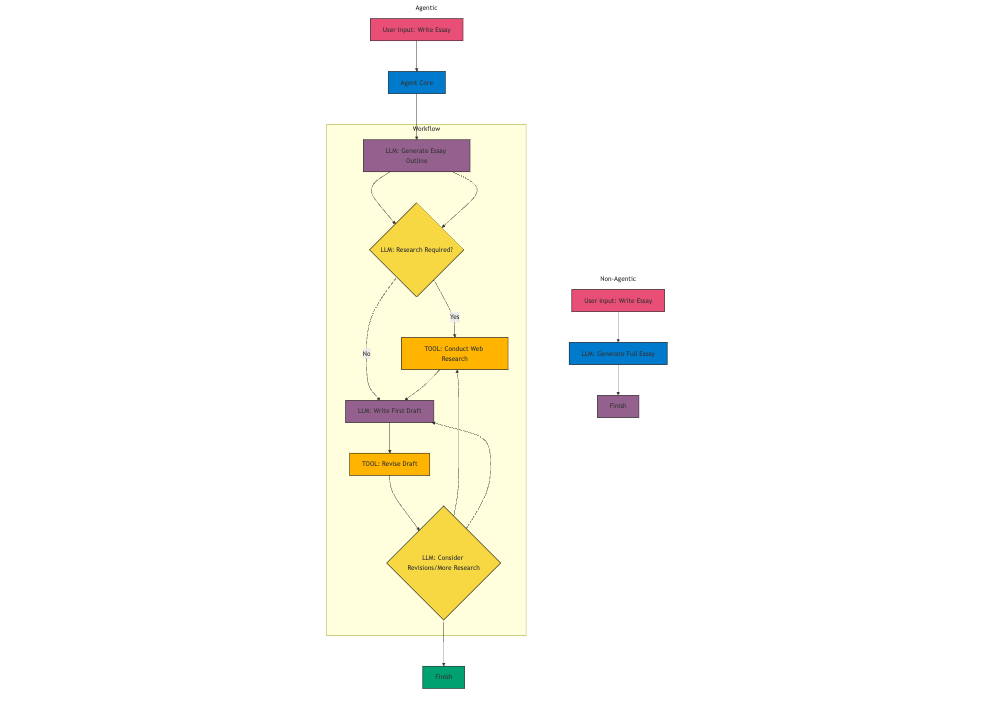 Agentic
User Input: Write Essay
Agent Core
Workflow
LLM: Generate Essay
Outline
LLM: Research Required?
Yes
No
TOOL: Conduct Web
Research
LLM: Write First Draft
TOOL: Revise Draft
LLM: Consider
Revisions/More Research
Finish
Non-Agentic
User Input: Write Essay
LLM: Generate Full Essay
Finish